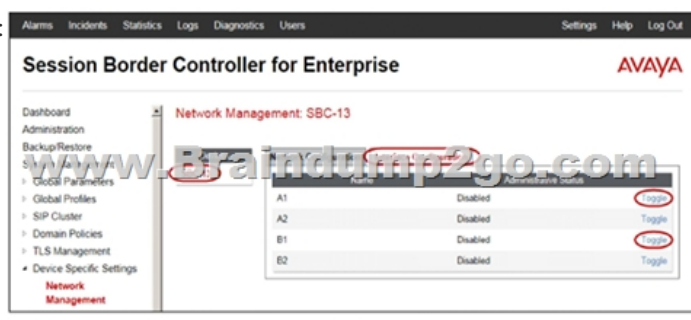 :
Alarms Incidents Statistics Logs Diagnostics Users Settings Help Log Out
Session Border Controller for Enterprise
AVAYA
Dashboard
Administration
Backup/Restore
Global Parameters
Global Profiles
SIP Cluster
Domain Policies
TLS Management
Device Specific Settings
Network
Management
Network Management: SBC-13
www.Braindump2go.com
Name Administrative Status
A1 Disabled Toggle
A2 Disabled Toggle
B1 Disabled Toggle
B2 Disabled Toggle